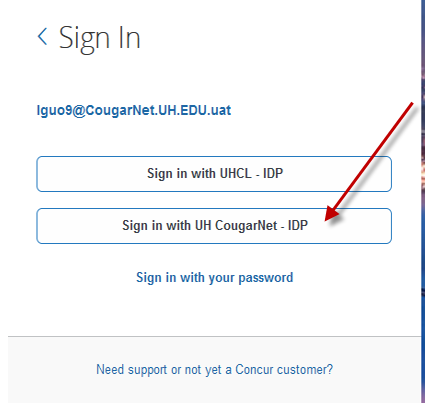 Sign In
lguo9@CougarNet.UH.EDU.uat
Sign in with UHCL - IDP
Sign in with UH CougarNet - IDP
Sign in with your password
Need support or not yet a Concur customer?